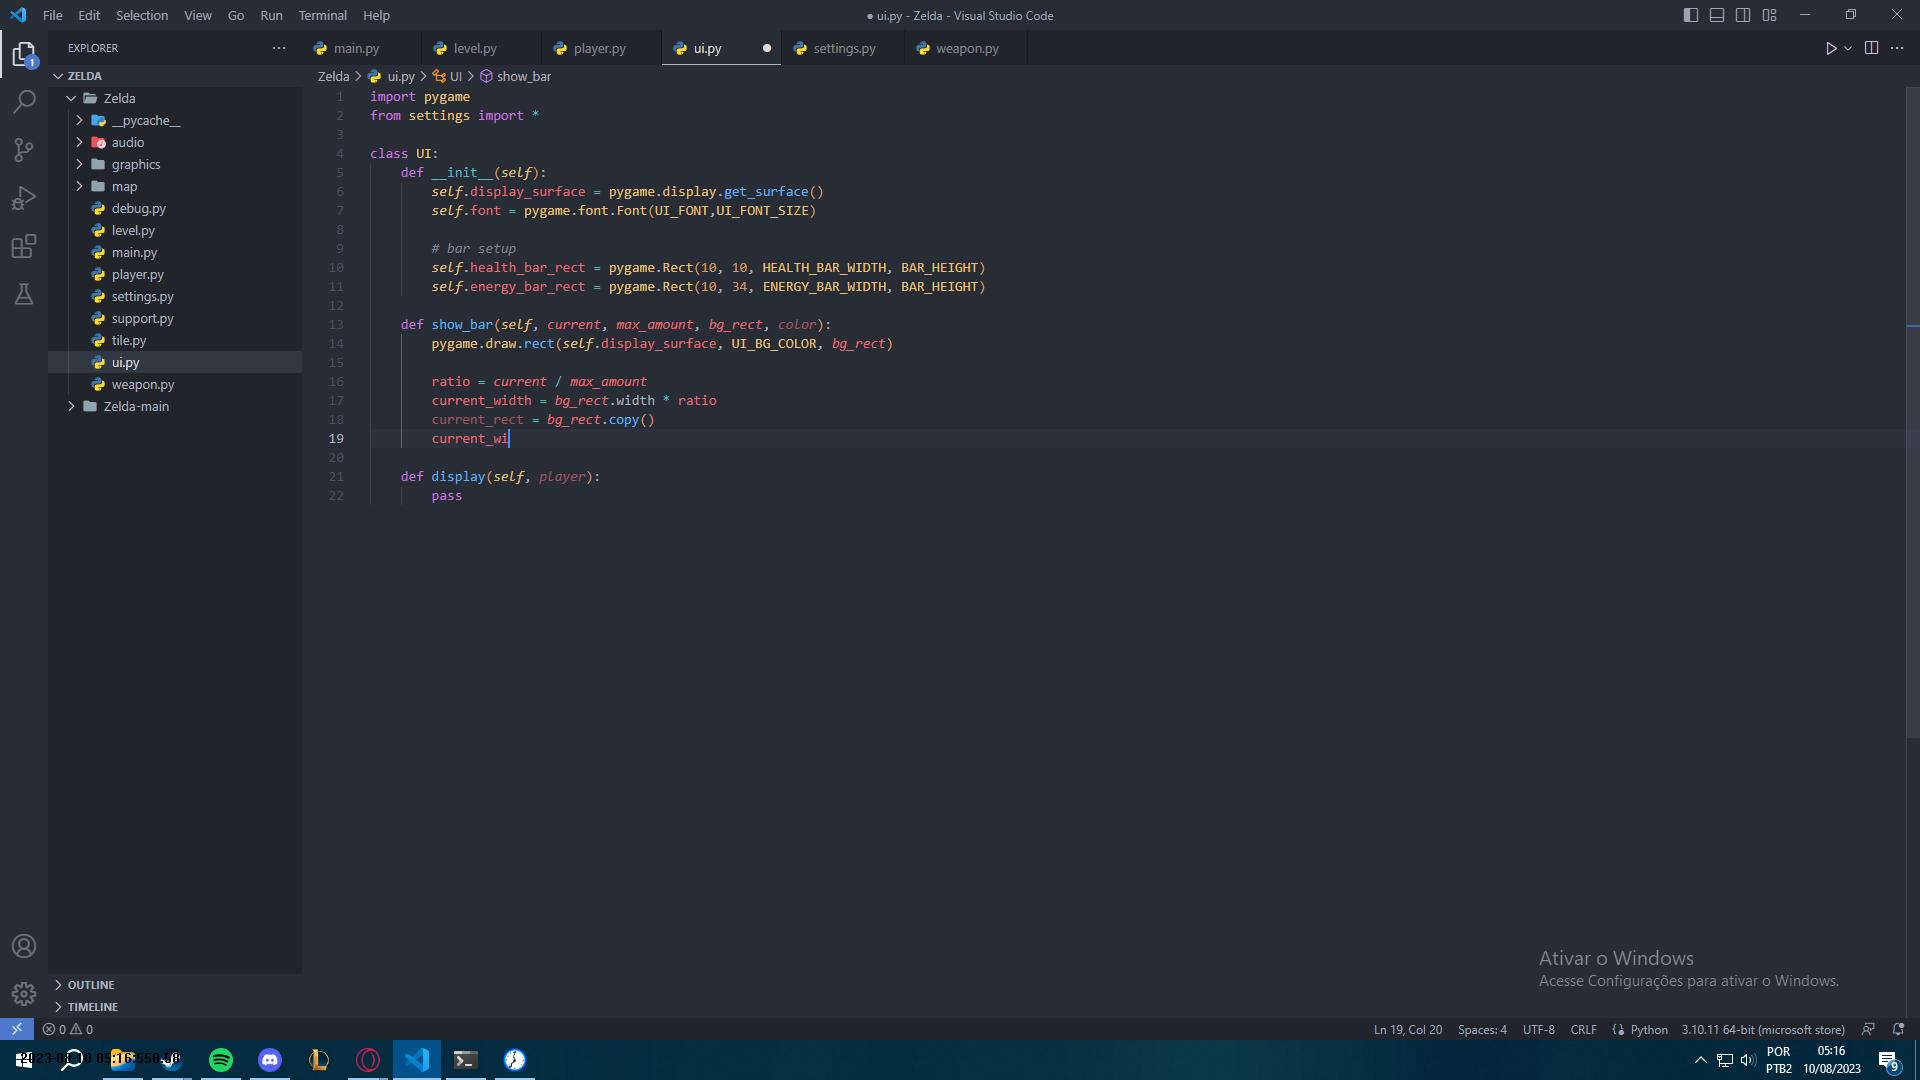 File Edit Selection View Go Run Terminal Help
● ui.py - Zelda - Visual Studio Code
EXPLORER
main.py level.py player.py ui.py settings.py weapon.py
1
ZELDA
Zelda > ui.py > UI > show_bar
Zelda
__pycache__
audio
graphics
map
debug.py
level.py
main.py
player.py
settings.py
support.py
tile.py
ui.py
weapon.py
Zelda-main
1 import pygame
2 from settings import *
3
4 class UI:
5 def __init__(self):
6 self.display_surface = pygame.display.get_surface()
7 self.font = pygame.font.Font(UI_FONT,UI_FONT_SIZE)
8
9 # bar setup
10 self.health_bar_rect = pygame.Rect(10, 10, HEALTH_BAR_WIDTH, BAR_HEIGHT)
11 self.energy_bar_rect = pygame.Rect(10, 34, ENERGY_BAR_WIDTH, BAR_HEIGHT)
12
13 def show_bar(self, current, max_amount, bg_rect, color):
14 pygame.draw.rect(self.display_surface, UI_BG_COLOR, bg_rect)
15
16 ratio = current / max_amount
17 current_width = bg_rect.width * ratio
18 current_rect = bg_rect.copy()
19 current_wi
20
21 def display(self, player):
22 pass
Ativar o Windows
Acesse Configurações para ativar o Windows.
OUTLINE
TIMELINE
0 0
Ln 19, Col 20 Spaces: 4 UTF-8 CRLF Python 3.10.11 64-bit (microsoft store)
POR
PTB2
05:16
10/08/2023
9